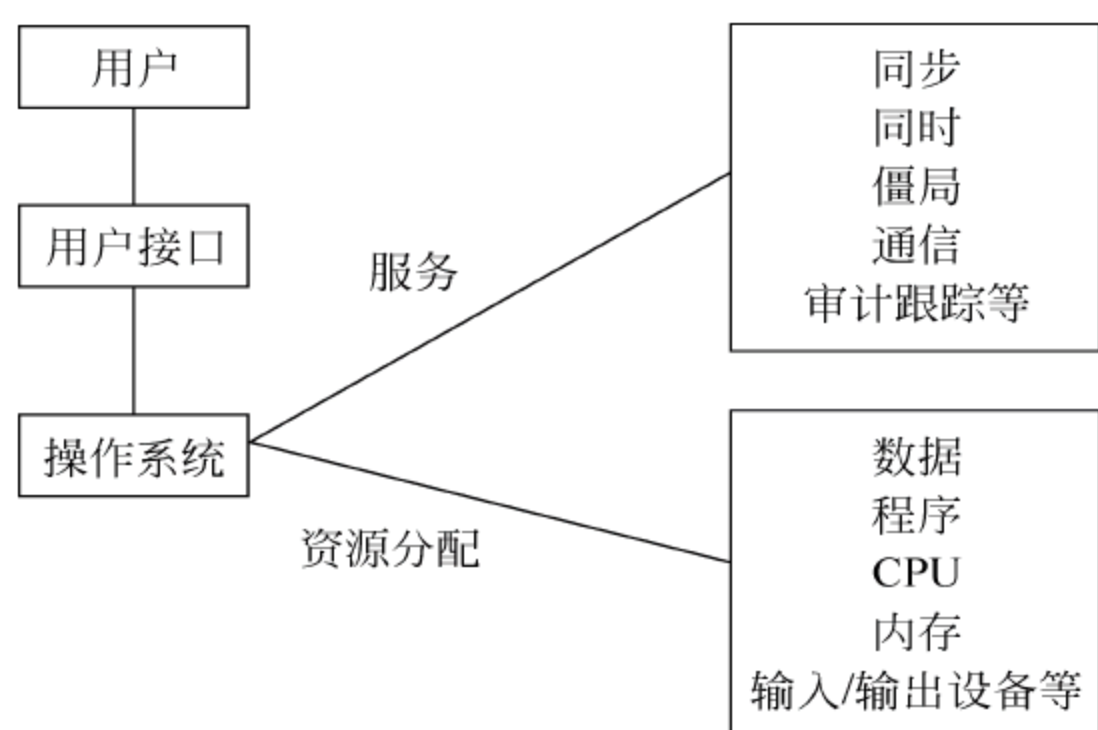 用户
用户接口
操作系统
服务
资源分配
同步
同时
僵局
通信
审计跟踪等
数据
程序
CPU
内存
输入/输出设备等